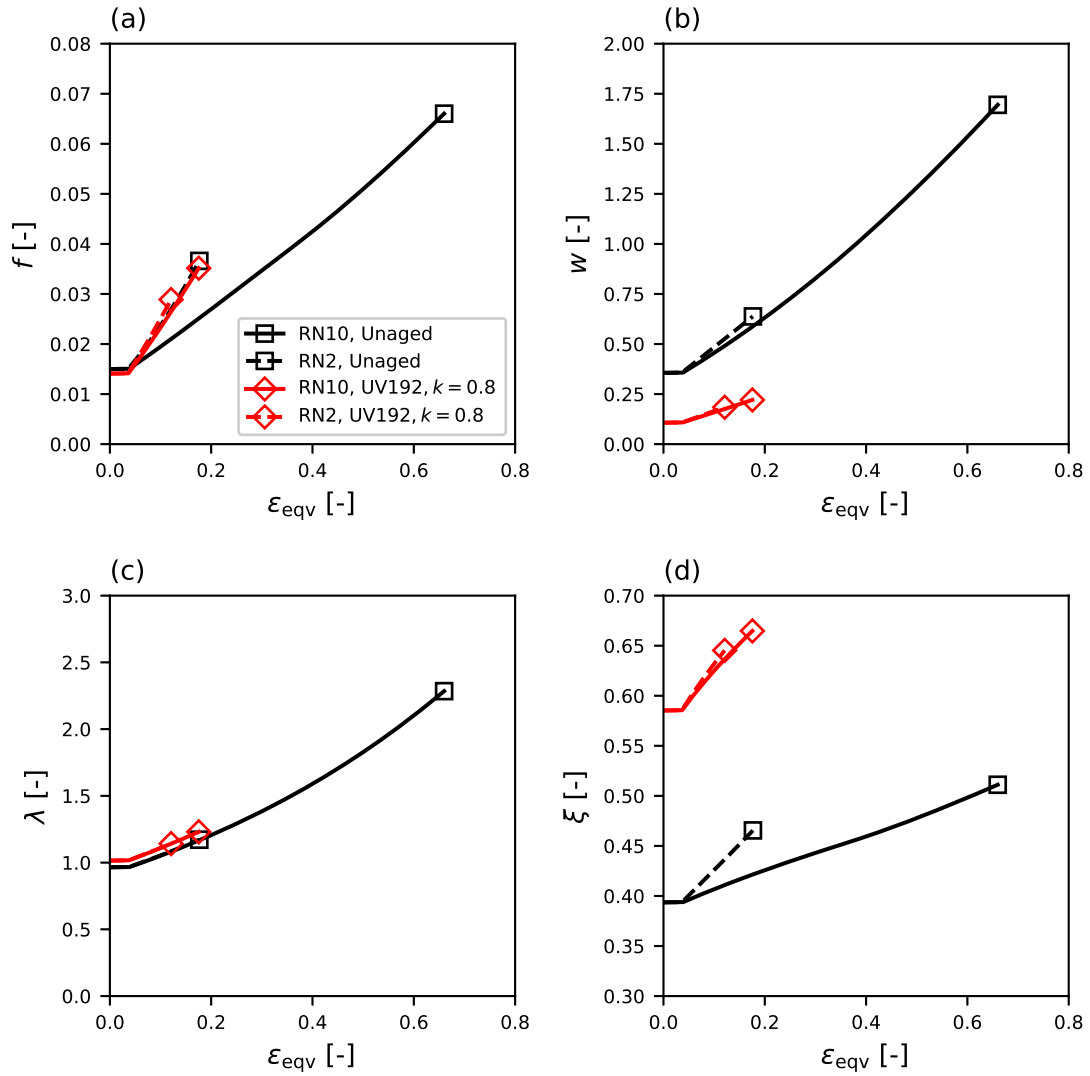 (a)
f [-]
0.08
0.07
0.06
0.05
0.04
0.03
0.02
0.01
0.00
0.0 0.2 0.4 0.6 0.8
ε_eqv [-]
RN10, Unaged
RN2, Unaged
RN10, UV192, k = 0.8
RN2, UV192, k = 0.8
(b)
w [-]
2.00
1.75
1.50
1.25
1.00
0.75
0.50
0.25
0.00
0.0 0.2 0.4 0.6 0.8
ε_eqv [-]
(c)
λ [-]
3.0
2.5
2.0
1.5
1.0
0.5
0.0
0.0 0.2 0.4 0.6 0.8
ε_eqv [-]
(d)
ξ [-]
0.70
0.65
0.60
0.55
0.50
0.45
0.40
0.35
0.30
0.0 0.2 0.4 0.6 0.8
ε_eqv [-]